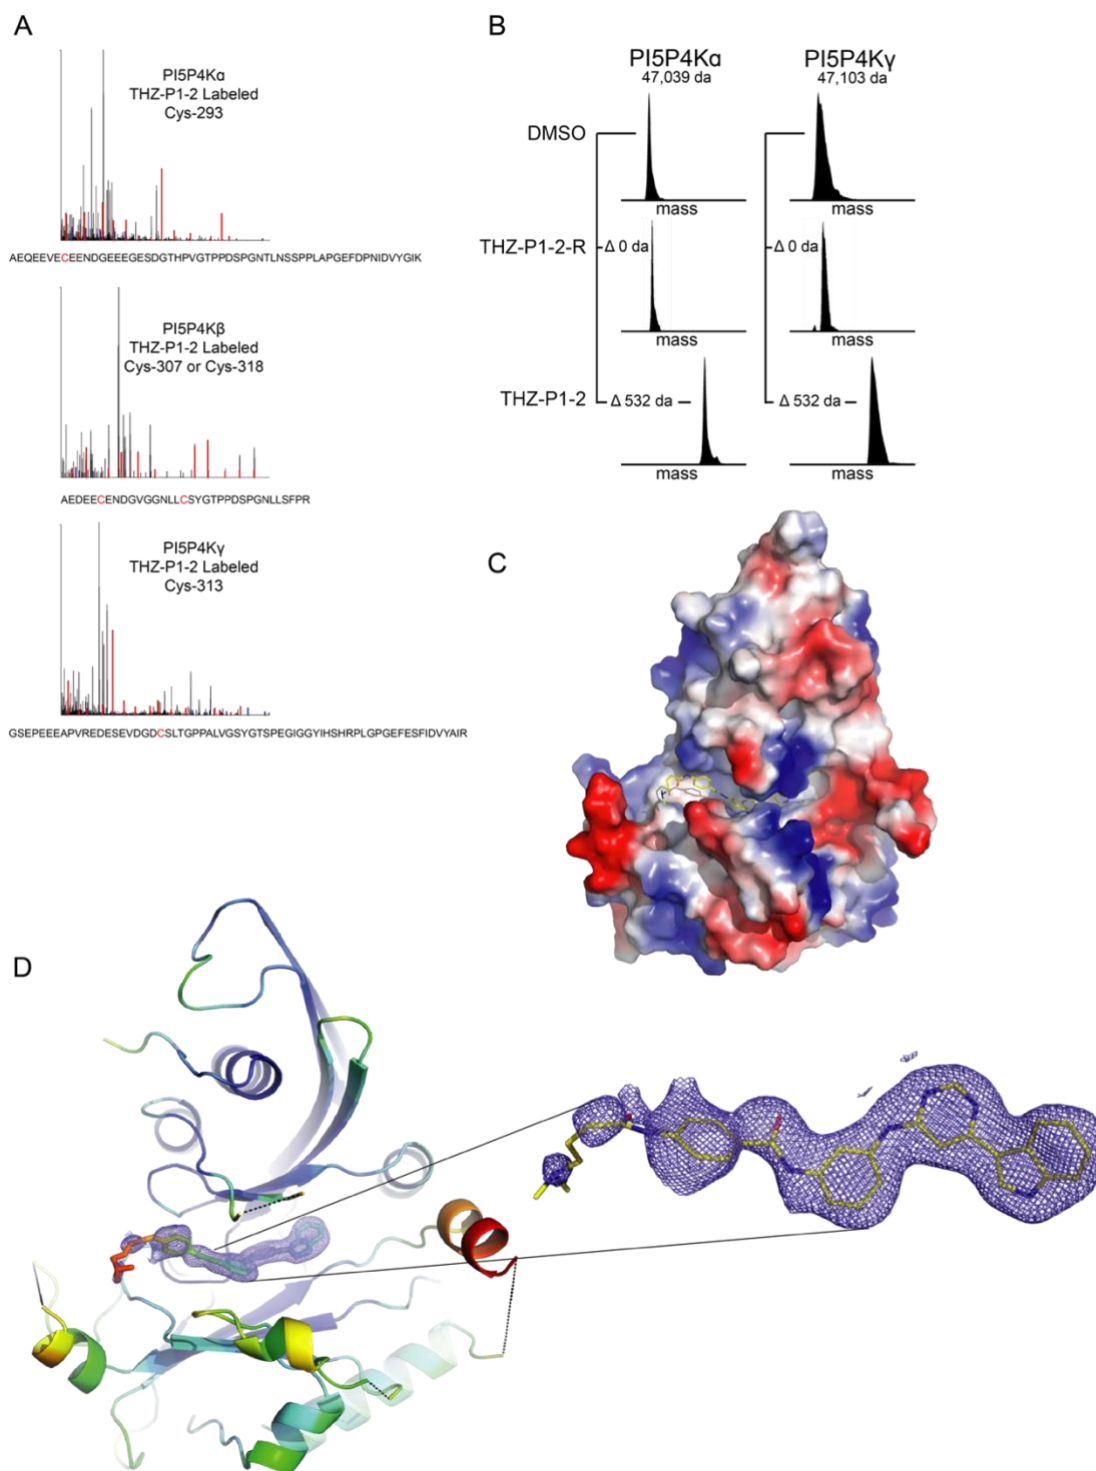 A
PI5P4Kα
THZ-P1-2 Labeled
Cys-293
AEQEEVECEENDGEEEGESDGTHPVGTPPDSPGNTLNSSPPLAPGEFDPNIDVYGIK
PI5P4Kβ
THZ-P1-2 Labeled
Cys-307 or Cys-318
AEDEECENDGVGGNLLCSYGTPPDSPGNLLSFPR
PI5P4Kγ
THZ-P1-2 Labeled
Cys-313
GSEPEEEAPVREDESEVDGDCSLTGPPALVGSYGTSPEGIGGYIHSHRPLGPGEFESFIDVYAIR
B
PI5P4Kα
47,039 da
PI5P4Kγ
47,103 da
DMSO
mass
mass
THZ-P1-2-R
Δ 0 da
Δ 0 da
mass
mass
THZ-P1-2
Δ 532 da
Δ 532 da
mass
mass
C
D